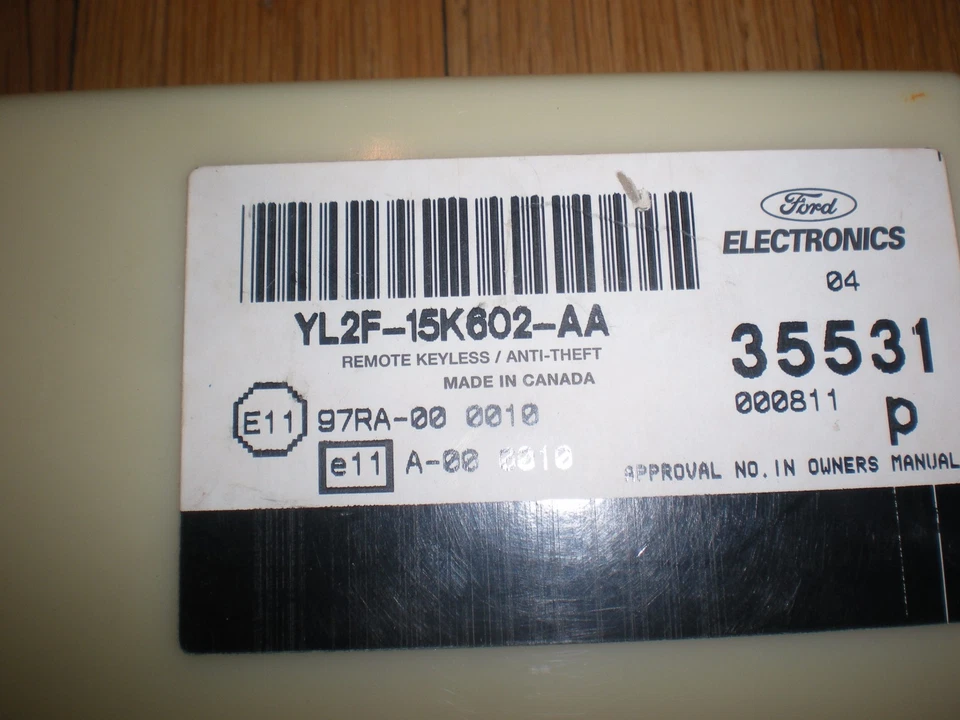 Ford
ELECTRONICS
04
YL2F-15K602-AA
REMOTE KEYLESS / ANTI-THEFT
MADE IN CANADA
35531
000811
p
E11 97RA-00 0010
e11 A-00 0010
APPROVAL NO. IN OWNERS MANUAL